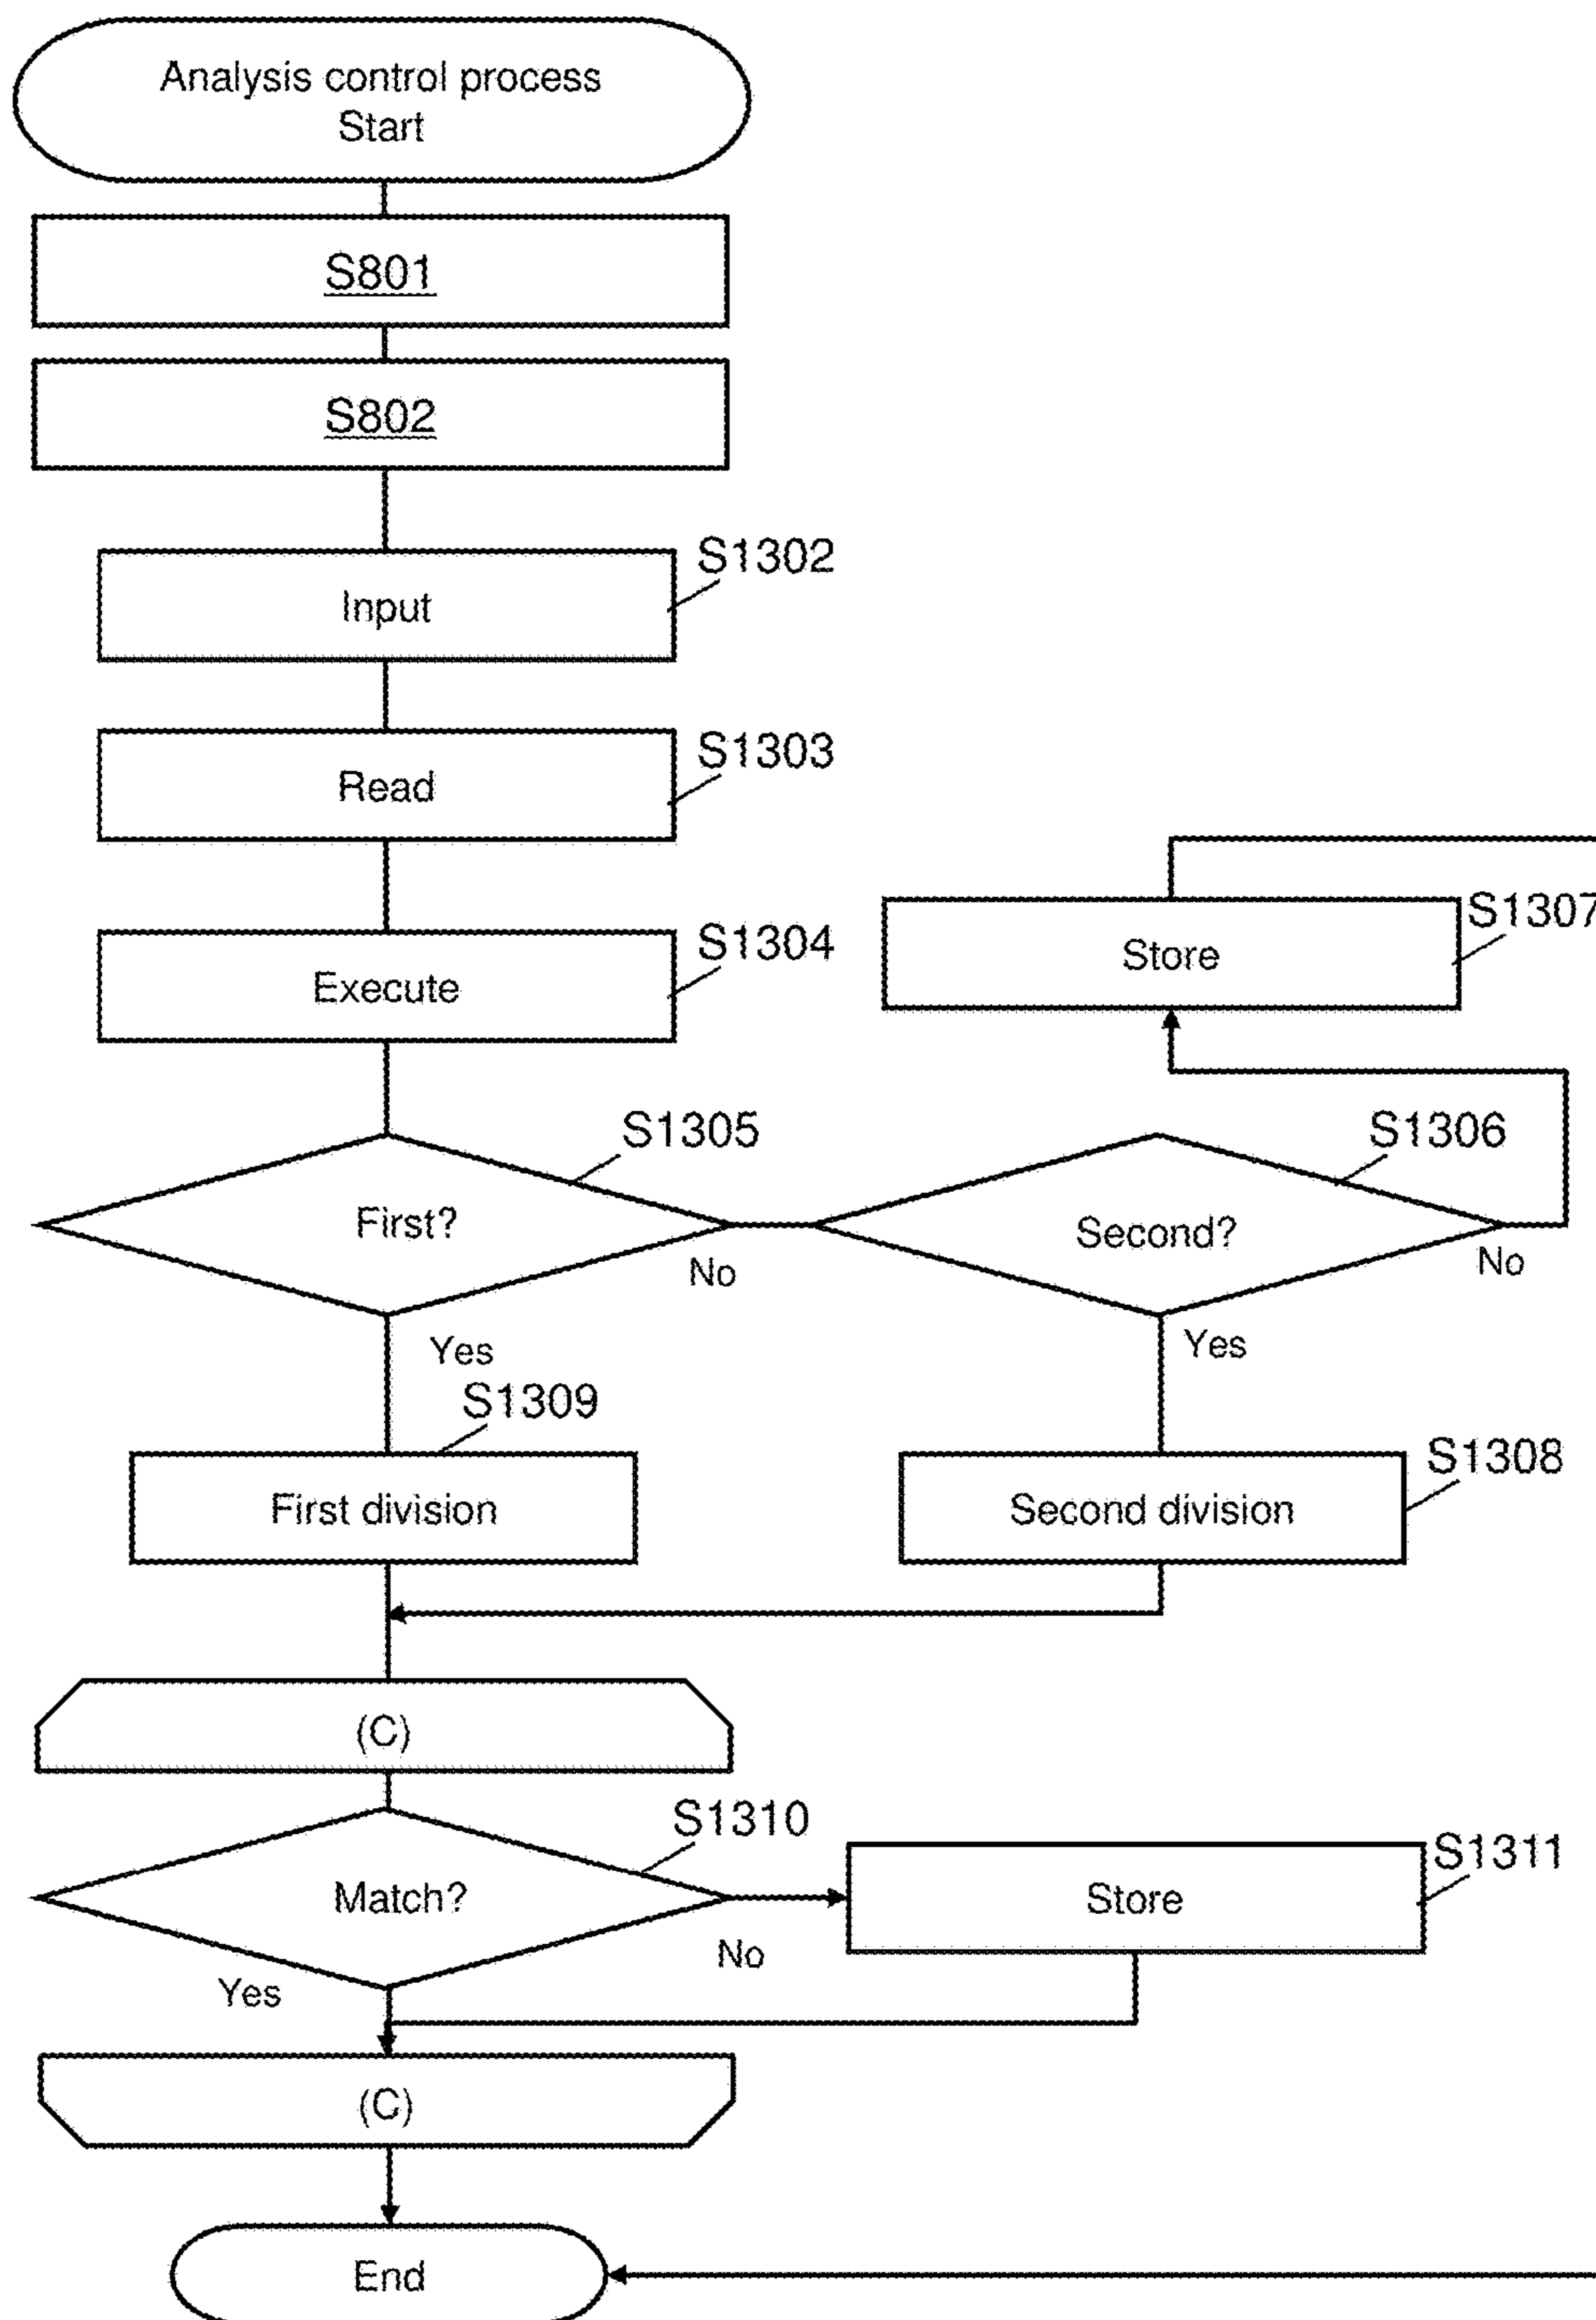 Analysis control process
Start
S801
S802
S1302
Input
S1303
Read
S1304
Execute
S1307
Store
S1305
First?
No
Yes
S1306
Second?
No
Yes
S1309
First division
S1308
Second division
(C)
S1310
Match?
No
Yes
S1311
Store
(C)
End